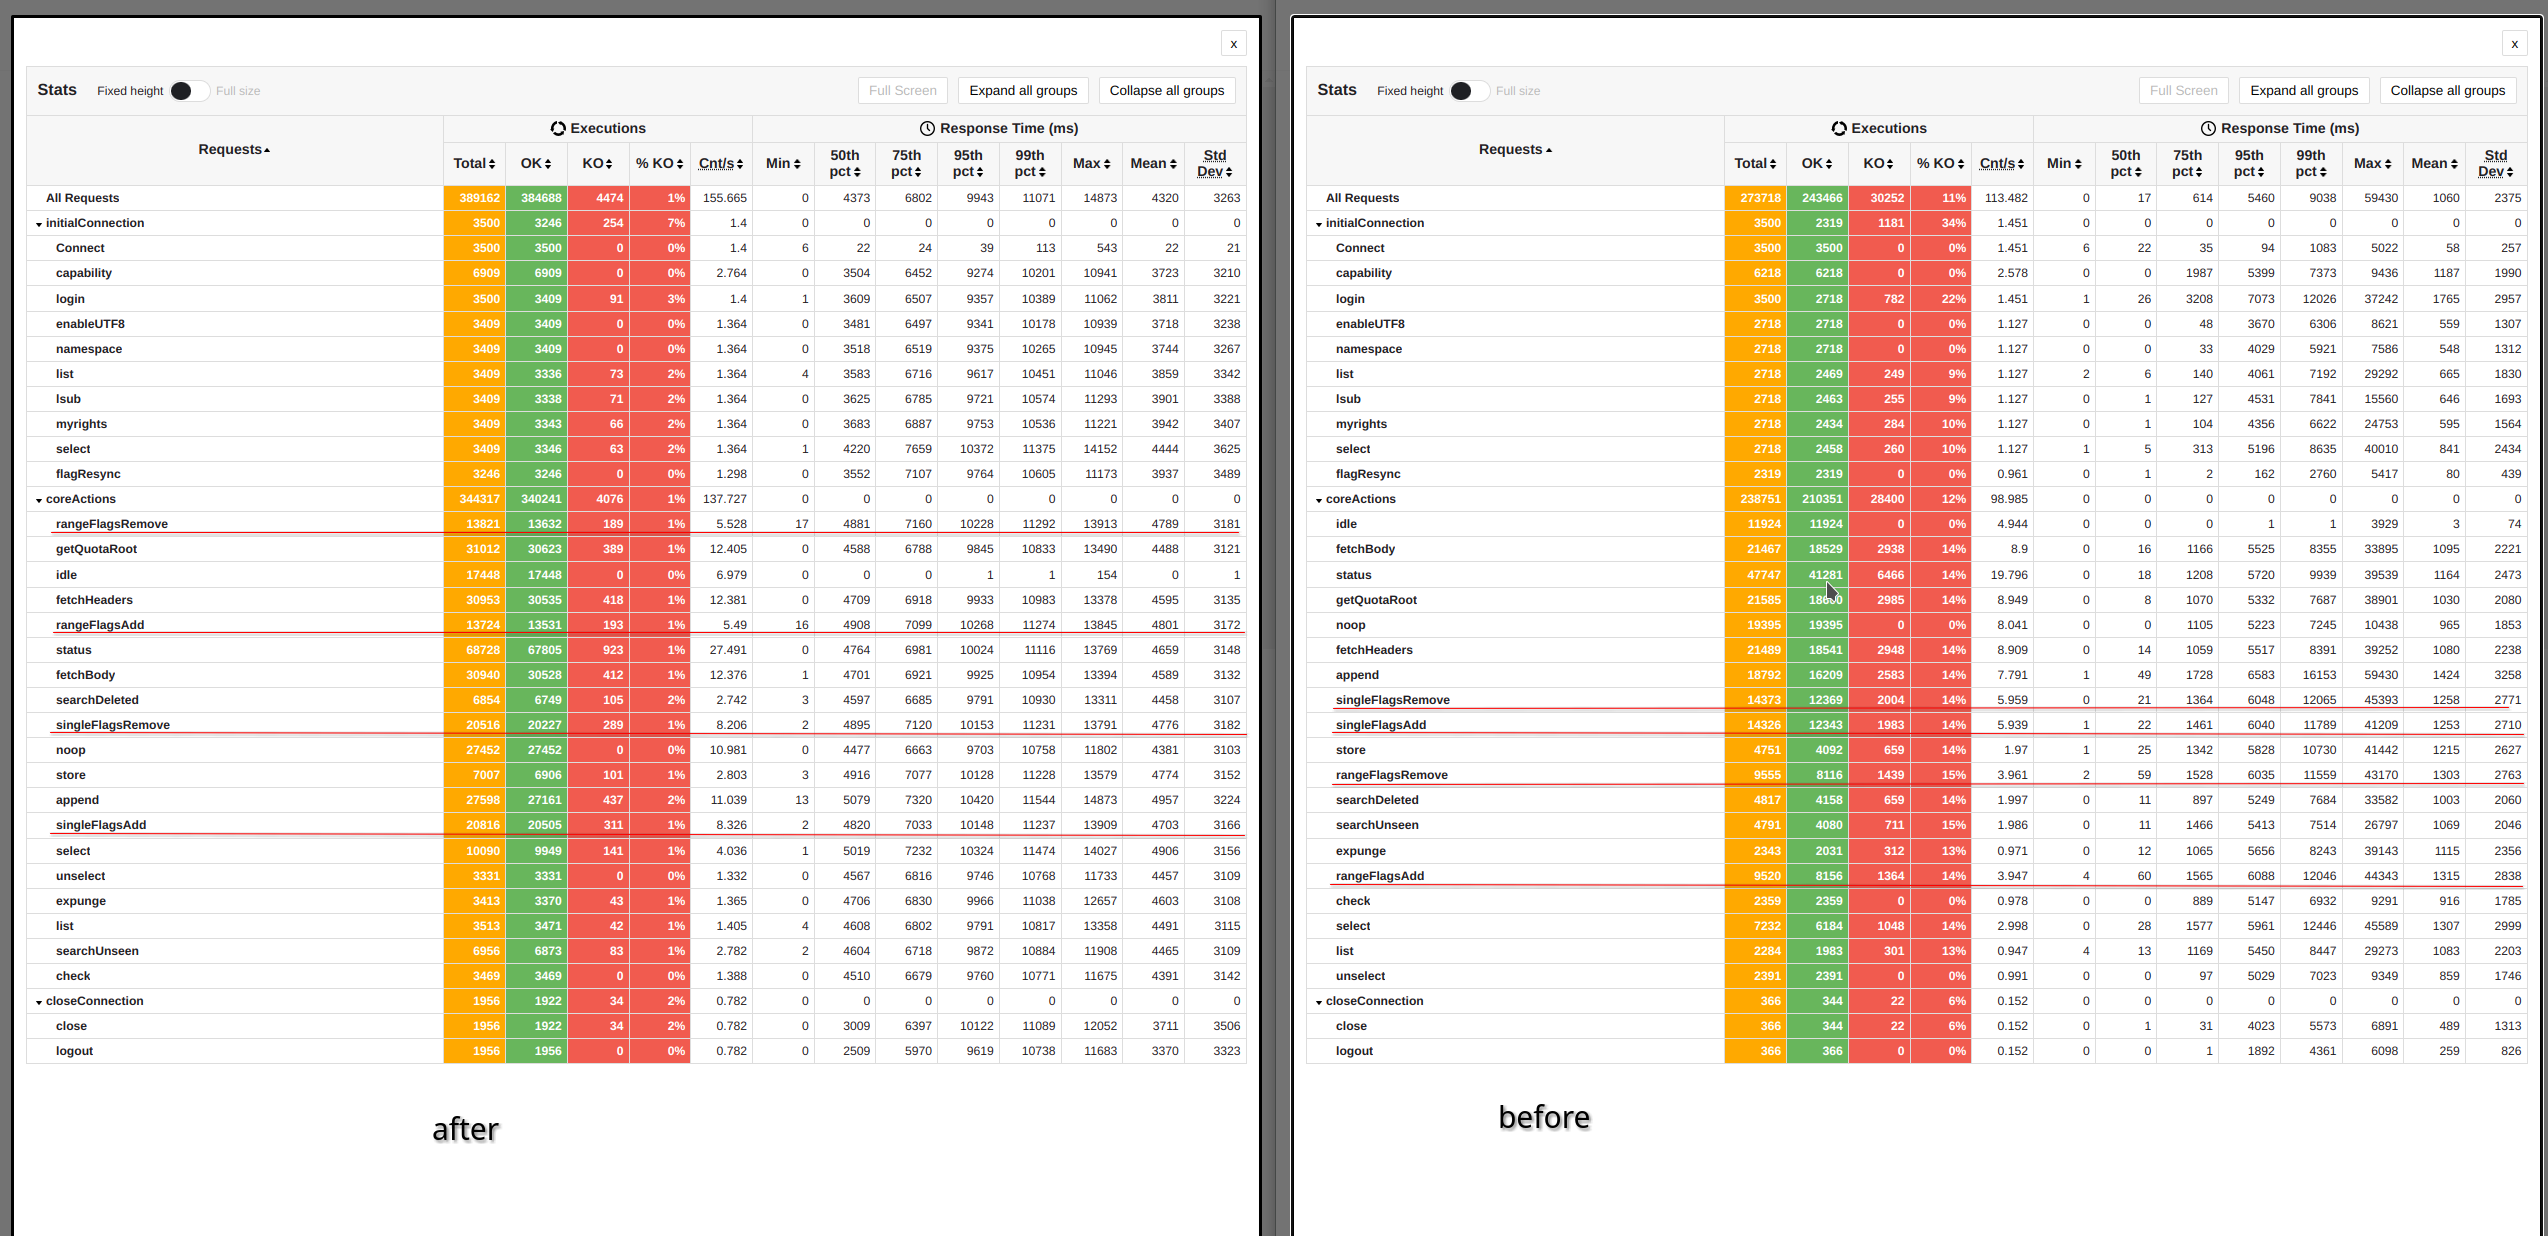 x
Stats Fixed height Full size Full Screen Expand all groups Collapse all groups
Requests Executions Response Time (ms)
Total OK KO % KO Cnt/s Min 50th pct 75th pct 95th pct 99th pct Max Mean Std Dev
All Requests 389162 384688 4474 1% 155.665 0 4373 6802 9943 11071 14873 4320 3263
initialConnection 3500 3246 254 7% 1.4 0 0 0 0 0 0 0 0
Connect 3500 3500 0 0% 1.4 6 22 24 39 113 543 22 21
capability 6909 6909 0 0% 2.764 0 3504 6452 9274 10201 10941 3723 3210
login 3500 3409 91 3% 1.4 1 3609 6507 9357 10389 11062 3811 3221
enableUTF8 3409 3409 0 0% 1.364 0 3481 6497 9341 10178 10939 3718 3238
namespace 3409 3409 0 0% 1.364 0 3518 6519 9375 10265 10945 3744 3267
list 3409 3336 73 2% 1.364 4 3583 6716 9617 10451 11046 3859 3342
lsub 3409 3338 71 2% 1.364 0 3625 6785 9721 10574 11293 3901 3388
myrights 3409 3343 66 2% 1.364 0 3683 6887 9753 10536 11221 3942 3407
select 3409 3346 63 2% 1.364 1 4220 7659 10372 11375 14152 4444 3625
flagResync 3246 3246 0 0% 1.298 0 3552 7107 9764 10605 11173 3937 3489
coreActions 344317 340241 4076 1% 137.727 0 0 0 0 0 0 0 0
rangeFlagsRemove 13821 13632 189 1% 5.528 17 4881 7160 10228 11292 13913 4789 3181
getQuotaRoot 31012 30623 389 1% 12.405 0 4588 6788 9845 10833 13490 4488 3121
idle 17448 17448 0 0% 6.979 0 0 0 1 1 154 0 1
fetchHeaders 30953 30535 418 1% 12.381 0 4709 6918 9933 10983 13378 4595 3135
rangeFlagsAdd 13724 13531 193 1% 5.49 16 4908 7099 10268 11274 13845 4801 3172
status 68728 67805 923 1% 27.491 0 4764 6981 10024 11116 13769 4659 3148
fetchBody 30940 30528 412 1% 12.376 1 4701 6921 9925 10954 13394 4589 3132
searchDeleted 6854 6749 105 2% 2.742 3 4597 6685 9791 10930 13311 4458 3107
singleFlagsRemove 20516 20227 289 1% 8.206 2 4895 7120 10153 11231 13791 4776 3182
noop 27452 27452 0 0% 10.981 0 4477 6663 9703 10758 11802 4381 3103
store 7007 6906 101 1% 2.803 3 4916 7077 10128 11228 13579 4774 3152
append 27598 27161 437 2% 11.039 13 5079 7320 10420 11544 14873 4957 3224
singleFlagsAdd 20816 20505 311 1% 8.326 2 4820 7033 10148 11237 13909 4703 3166
select 10090 9949 141 1% 4.036 1 5019 7232 10324 11474 14027 4906 3156
unselect 3331 3331 0 0% 1.332 0 4567 6816 9746 10768 11733 4457 3109
expunge 3413 3370 43 1% 1.365 0 4706 6830 9966 11038 12657 4603 3108
list 3513 3471 42 1% 1.405 4 4608 6802 9791 10817 13358 4491 3115
searchUnseen 6956 6873 83 1% 2.782 2 4604 6718 9872 10884 11908 4465 3109
check 3469 3469 0 0% 1.388 0 4510 6679 9760 10771 11675 4391 3142
closeConnection 1956 1922 34 2% 0.782 0 0 0 0 0 0 0 0
close 1956 1922 34 2% 0.782 0 3009 6397 10122 11089 12052 3711 3506
logout 1956 1956 0 0% 0.782 0 2509 5970 9619 10738 11683 3370 3323
after
x
Stats Fixed height Full size Full Screen Expand all groups Collapse all groups
Requests Executions Response Time (ms)
Total OK KO % KO Cnt/s Min 50th pct 75th pct 95th pct 99th pct Max Mean Std Dev
All Requests 273718 243466 30252 11% 113.482 0 17 614 5460 9038 59430 1060 2375
initialConnection 3500 2319 1181 34% 1.451 0 0 0 0 0 0 0 0
Connect 3500 3500 0 0% 1.451 6 22 35 94 1083 5022 58 257
capability 6218 6218 0 0% 2.578 0 0 1987 5399 7373 9436 1187 1990
login 3500 2718 782 22% 1.451 1 26 3208 7073 12026 37242 1765 2957
enableUTF8 2718 2718 0 0% 1.127 0 0 48 3670 6306 8621 559 1307
namespace 2718 2718 0 0% 1.127 0 0 33 4029 5921 7586 548 1312
list 2718 2469 249 9% 1.127 2 6 140 4061 7192 29292 665 1830
lsub 2718 2463 255 9% 1.127 0 1 127 4531 7841 15560 646 1693
myrights 2718 2434 284 10% 1.127 0 1 104 4356 6622 24753 595 1564
select 2718 2458 260 10% 1.127 1 5 313 5196 8635 40010 841 2434
flagResync 2319 2319 0 0% 0.961 0 1 2 162 2760 5417 80 439
coreActions 238751 210351 28400 12% 98.985 0 0 0 0 0 0 0 0
idle 11924 11924 0 0% 4.944 0 0 0 1 1 3929 3 74
fetchBody 21467 18529 2938 14% 8.9 0 16 1166 5525 8355 33895 1095 2221
status 47747 41281 6466 14% 19.796 0 18 1208 5720 9939 39539 1164 2473
getQuotaRoot 21585 2985 14% 8.949 0 8 1070 5332 7687 38901 1030 2080
noop 19395 19395 0 0% 8.041 0 0 1105 5223 7245 10438 965 1853
fetchHeaders 21489 18541 2948 14% 8.909 0 14 1059 5517 8391 39252 1080 2238
append 18792 16209 2583 14% 7.791 1 49 1728 6583 16153 59430 1424 3258
singleFlagsRemove 14373 12369 2004 14% 5.959 0 21 1364 6048 12065 45393 1258 2771
singleFlagsAdd 14326 12343 1983 14% 5.939 1 22 1461 6040 11789 41209 1253 2710
store 4751 4092 659 14% 1.97 1 25 1342 5828 10730 41442 1215 2627
rangeFlagsRemove 9555 8116 1439 15% 3.961 2 59 1528 6035 11559 43170 1303 2763
searchDeleted 4817 4158 659 14% 1.997 0 11 897 5249 7684 33582 1003 2060
searchUnseen 4791 4080 711 15% 1.986 0 11 1466 5413 7514 26797 1069 2046
expunge 2343 2031 312 13% 0.971 0 12 1065 5656 8243 39143 1115 2356
rangeFlagsAdd 9520 8156 1364 14% 3.947 4 60 1565 6088 12046 44343 1315 2838
check 2359 2359 0 0% 0.978 0 0 889 5147 6932 9291 916 1785
select 7232 6184 1048 14% 2.998 0 28 1577 5961 12446 45589 1307 2999
list 2284 1983 301 13% 0.947 4 13 1169 5450 8447 29273 1083 2203
unselect 2391 2391 0 0% 0.991 0 0 97 5029 7023 9349 859 1746
closeConnection 366 344 22 6% 0.152 0 0 0 0 0 0 0 0
close 366 344 22 6% 0.152 0 1 31 4023 5573 6891 489 1313
logout 366 366 0 0% 0.152 0 0 1 1892 4361 6098 259 826
before